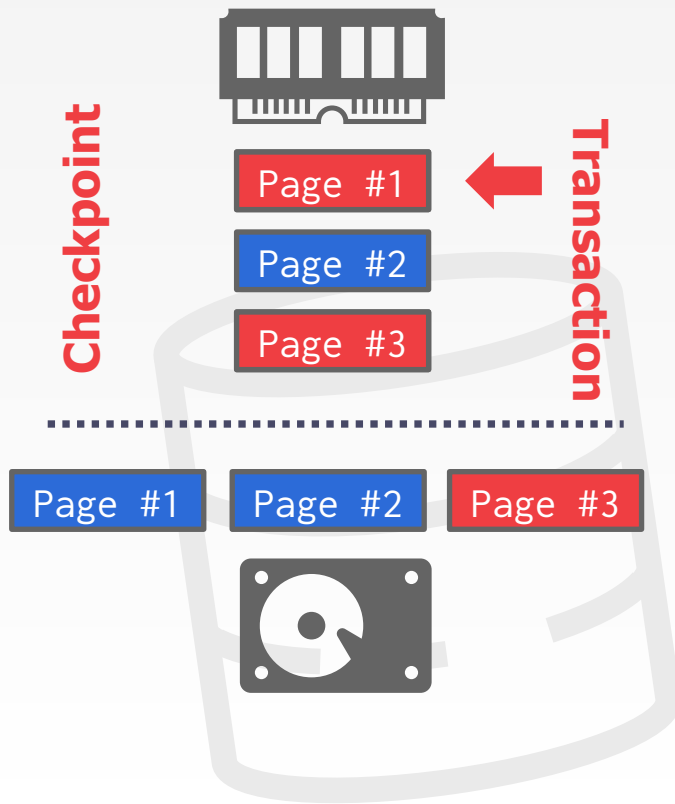 Checkpoint
Transaction
Page #1
Page #2
Page #3
Page #1
Page #2
Page #3